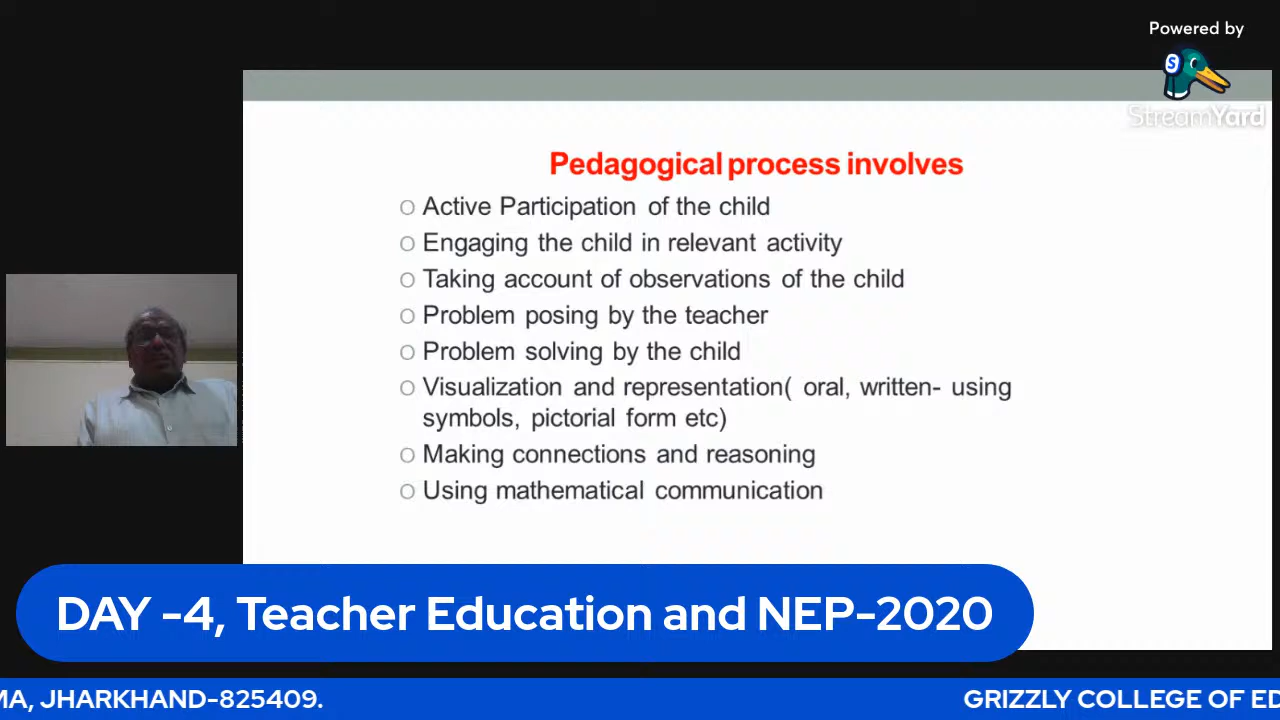 Powered by
StreamYard
Pedagogical process involves
Active Participation of the child
Engaging the child in relevant activity
Taking account of observations of the child
Problem posing by the teacher
Problem solving by the child
Visualization and representation( oral, written- using
symbols, pictorial form etc)
Making connections and reasoning
Using mathematical communication
DAY -4, Teacher Education and NEP-2020
MA, JHARKHAND-825409.
GRIZZLY COLLEGE OF ED